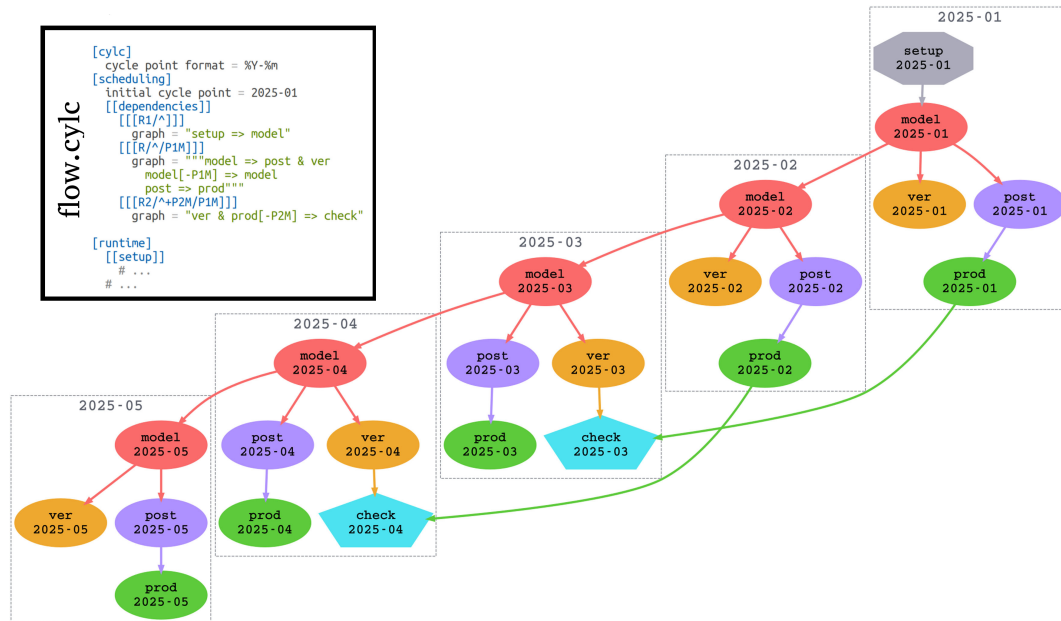 flow.cylc
[cylc]
cycle point format = %Y-%m
[scheduling]
initial cycle point = 2025-01
[[dependencies]]
[[[R1/^]]]
graph = "setup => model"
[[[R/^/P1M]]]
graph = """model => post & ver
model[-P1M] => model
post => prod"""
[[[R2/^+P2M/P1M]]]
graph = "ver & prod[-P2M] => check"
[runtime]
[[setup]]
# ...
# ...
2025-01
setup
2025-01
model
2025-01
ver
2025-01
post
2025-01
prod
2025-01
2025-02
model
2025-02
ver
2025-02
post
2025-02
prod
2025-02
2025-03
model
2025-03
post
2025-03
ver
2025-03
prod
2025-03
check
2025-03
2025-04
model
2025-04
post
2025-04
ver
2025-04
prod
2025-04
check
2025-04
2025-05
model
2025-05
ver
2025-05
post
2025-05
prod
2025-05